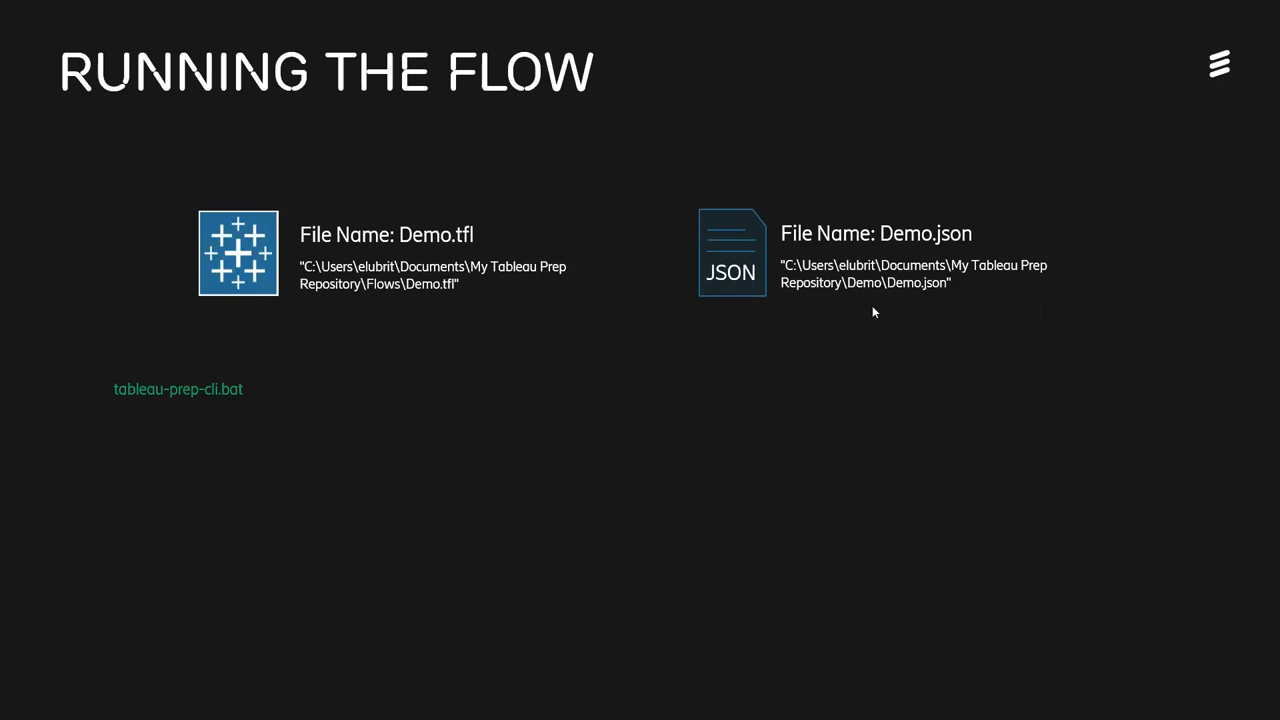 RUNNING THE FLOW
File Name: Demo.tfl
"C:\Users\elubrit\Documents\My Tableau Prep
Repository\Flows\Demo.tfl"
JSON
File Name: Demo.json
"C:\Users\elubrit\Documents\My Tableau Prep
Repository\Demo\Demo.json"
tableau-prep-cli.bat